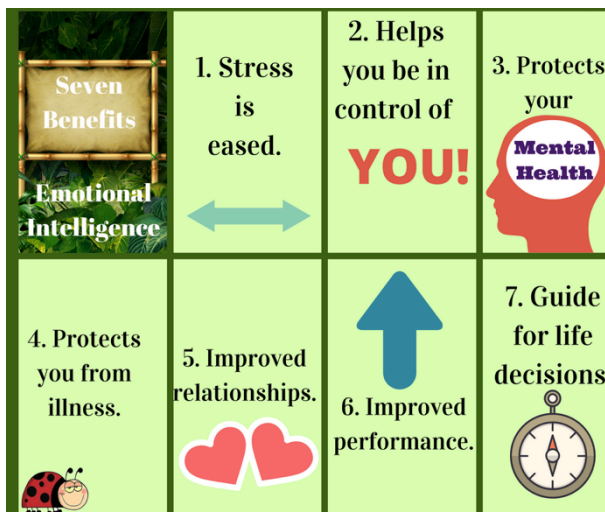 Seven
Benefits
Emotional
Intelligence
1. Stress
is
eased.
2. Helps
you be in
control of
YOU!
3. Protects
your
Mental
Health
4. Protects
you from
illness.
5. Improved
relationships.
6. Improved
performance.
7. Guide
for life
decisions